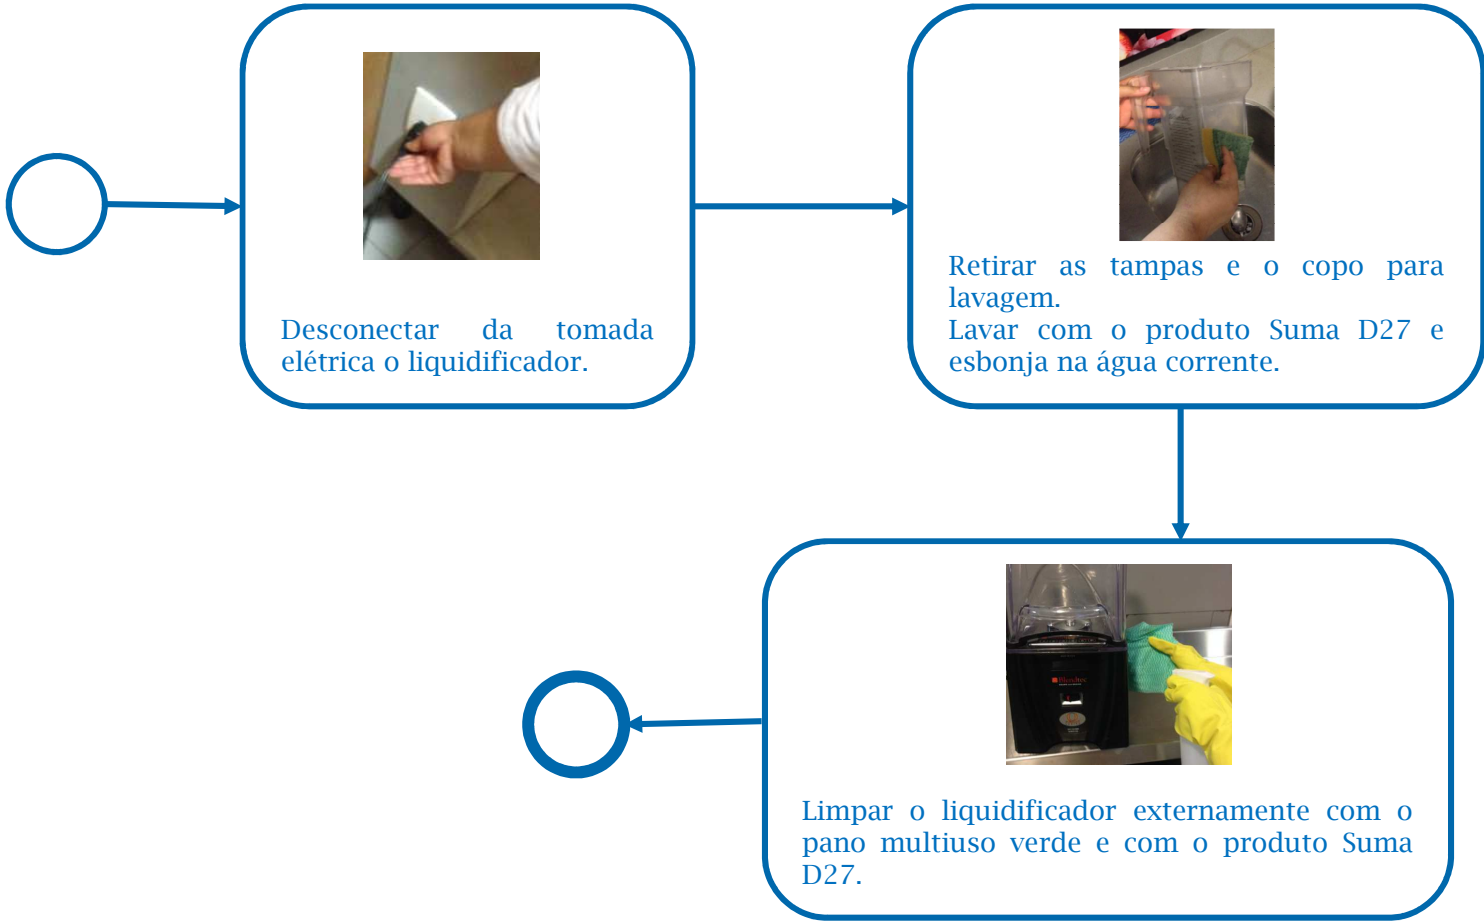 Desconectar da tomada
elétrica o liquidificador.
Retirar as tampas e o copo para
lavagem.
Lavar com o produto Suma D27 e
esbonja na água corrente.
Limpar o liquidificador externamente com o
pano multiuso verde e com o produto Suma
D27.